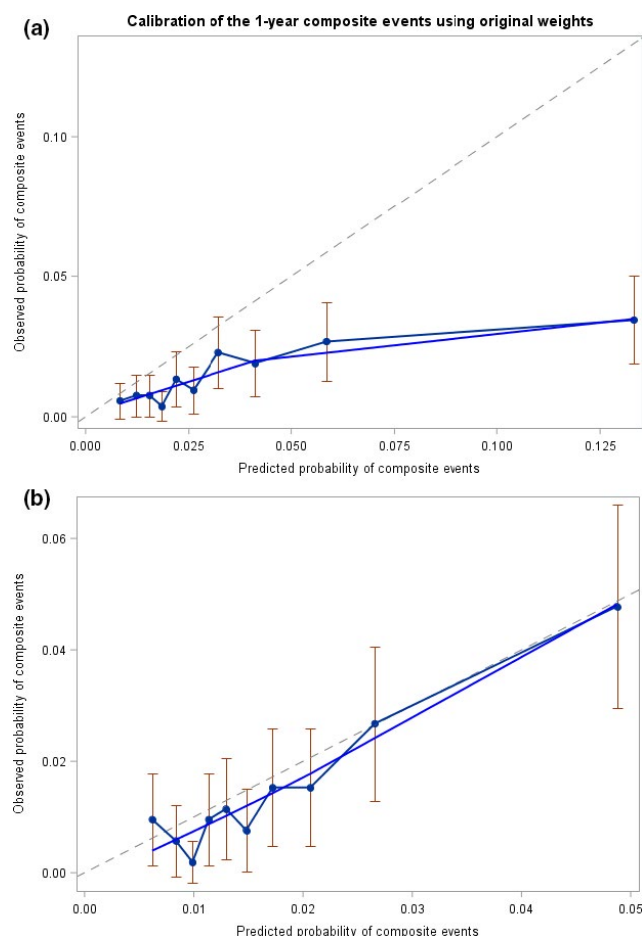 (a)
Calibration of the 1-year composite events using original weights
Observed probability of composite events
0.10
0.05
0.00
0.000 0.025 0.050 0.075 0.100 0.125
Predicted probability of composite events
(b)
Observed probability of composite events
0.06
0.04
0.02
0.00
0.00 0.01 0.02 0.03 0.04 0.05
Predicted probability of composite events